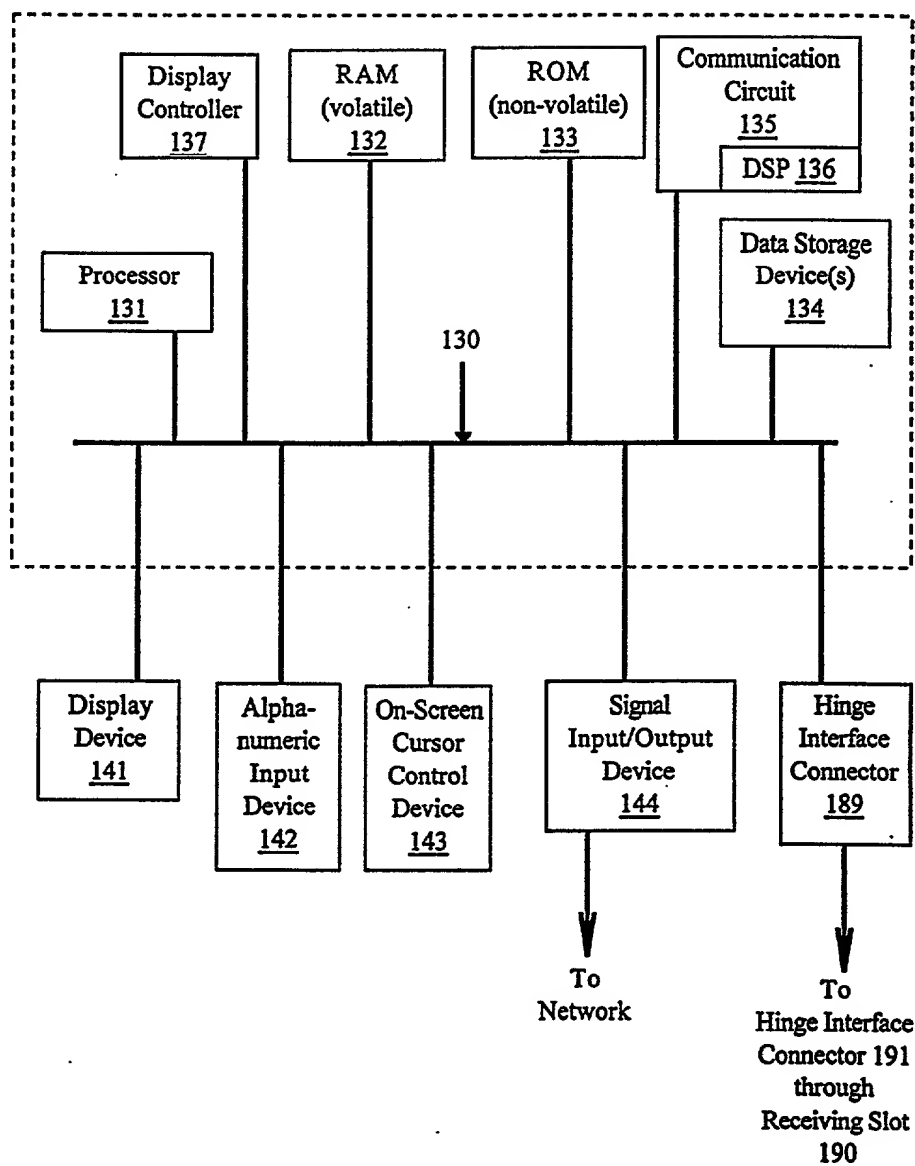 Display
Controller
137
RAM
(volatile)
132
ROM
(non-volatile)
133
Communication
Circuit
135
DSP 136
Processor
131
130
Data Storage
Device(s)
134
Display
Device
141
Alpha-
numeric
Input
Device
142
On-Screen
Cursor
Control
Device
143
Signal
Input/Output
Device
144
Hinge
Interface
Connector
189
To
Network
To
Hinge Interface
Connector 191
through
Receiving Slot
190